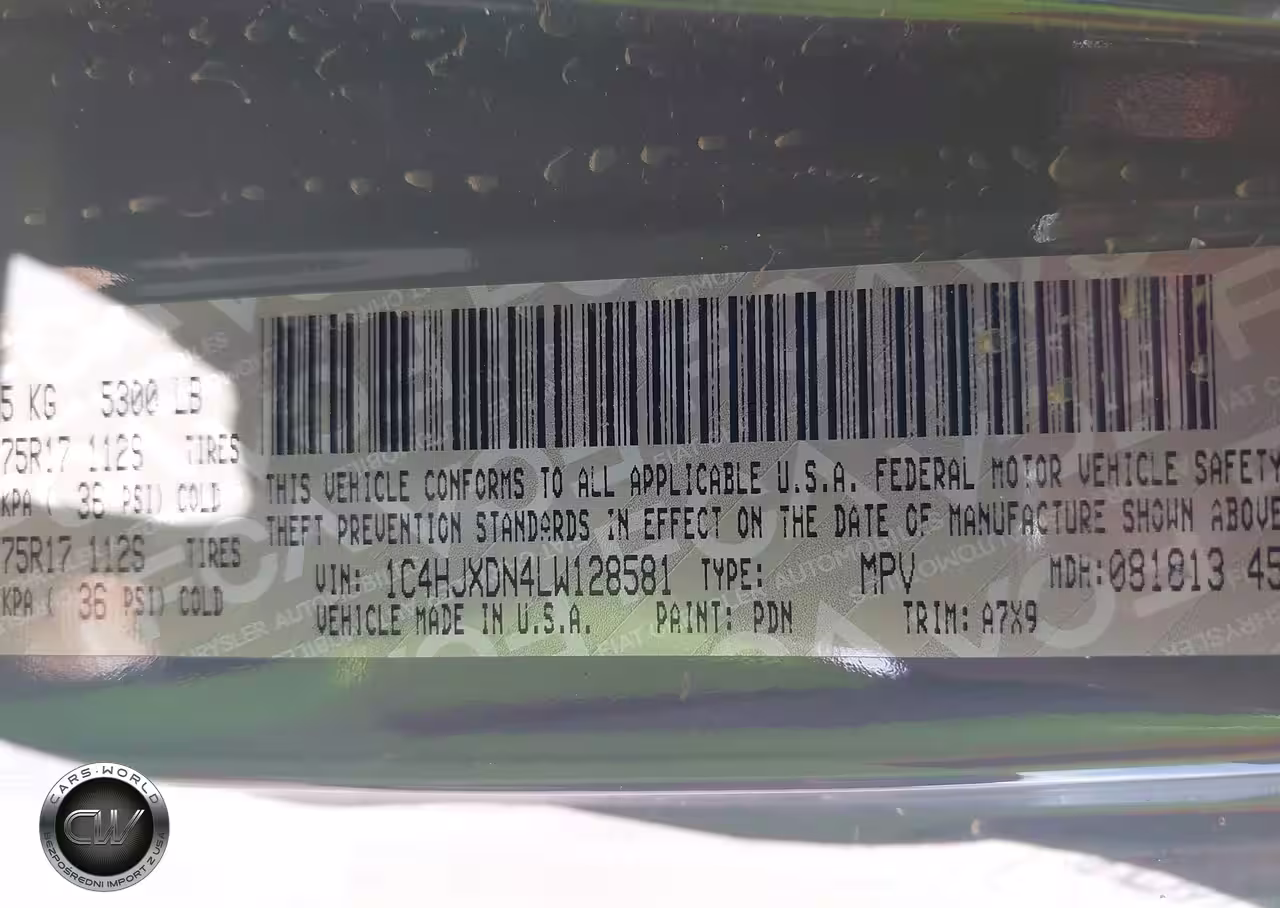 5 KG 5300 LB
75R17 112S TIRES
KPA ( 36 PSI) COLD
75R17 112S TIRES
KPA ( 36 PSI) COLD
THIS VEHICLE CONFORMS TO ALL APPLICABLE U.S.A. FEDERAL MOTOR VEHICLE SAFETY
THEFT PREVENTION STANDARDS IN EFFECT ON THE DATE OF MANUFACTURE SHOWN ABOVE
VIN: 1C4HJXDN4LW128581 TYPE: MPV MDH:081813 45
VEHICLE MADE IN U.S.A. PAINT: PDN TRIM: A7X9
CARS·WORLD
CW
BEZPOŚREDNI IMPORT Z USA